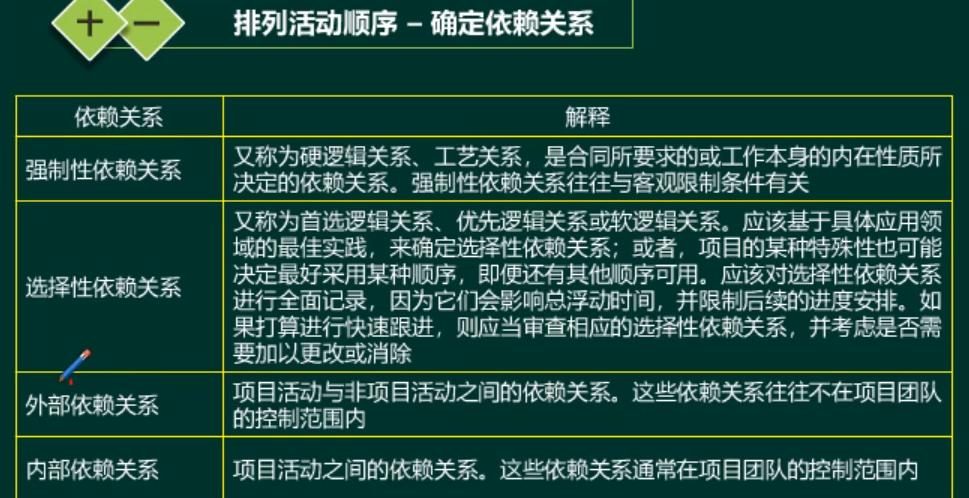 排列活动顺序 – 确定依赖关系
依赖关系
解释
强制性依赖关系
又称为硬逻辑关系、工艺关系，是合同所要求的或工作本身的内在性质所
决定的依赖关系。强制性依赖关系往往与客观限制条件有关
选择性依赖关系
又称为首选逻辑关系、优先逻辑关系或软逻辑关系。应该基于具体应用领
域的最佳实践，来确定选择性依赖关系；或者，项目的某种特殊性也可能
决定最好采用某种顺序，即便还有其他顺序可用。应该对选择性依赖关系
进行全面记录，因为它们会影响总浮动时间，并限制后续的进度安排。如
果打算进行快速跟进，则应当审查相应的选择性依赖关系，并考虑是否需
要加以更改或消除
外部依赖关系
项目活动与非项目活动之间的依赖关系。这些依赖关系往往不在项目团队
的控制范围内
内部依赖关系
项目活动之间的依赖关系。这些依赖关系通常在项目团队的控制范围内